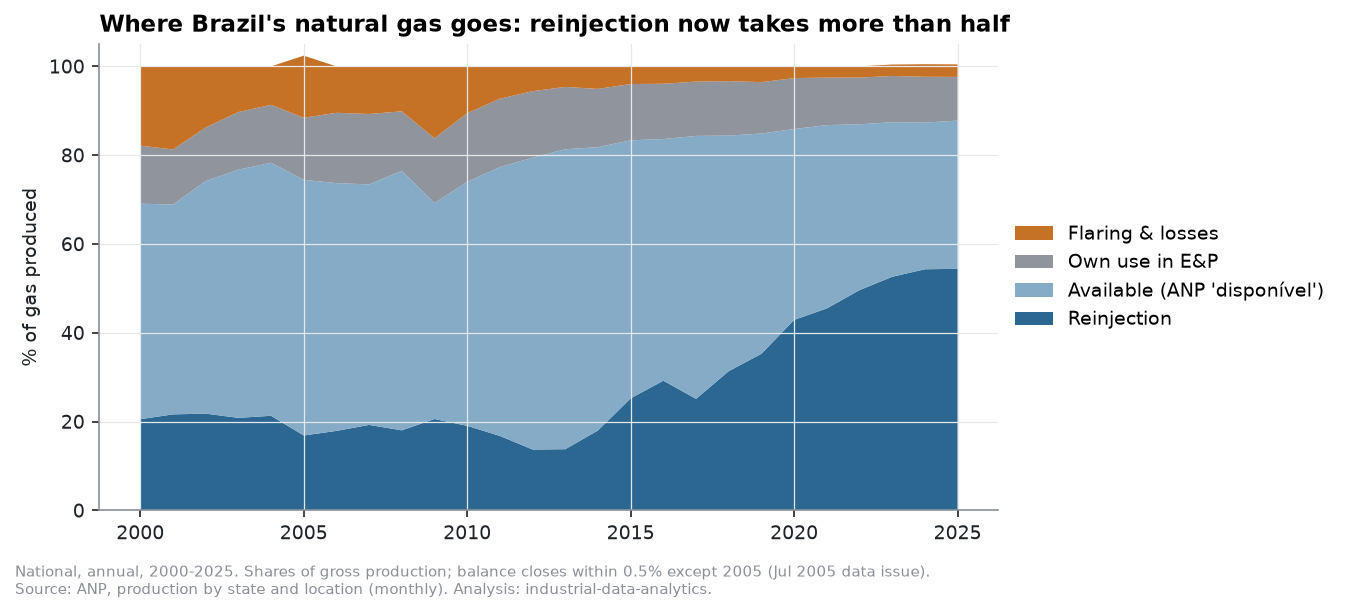 Where Brazil's natural gas goes: reinjection now takes more than half
% of gas produced
100
80
60
40
20
0
2000 2005 2010 2015 2020 2025
Flaring & losses
Own use in E&P
Available (ANP 'disponível')
Reinjection
National, annual, 2000-2025. Shares of gross production; balance closes within 0.5% except 2005 (Jul 2005 data issue).
Source: ANP, production by state and location (monthly). Analysis: industrial-data-analytics.